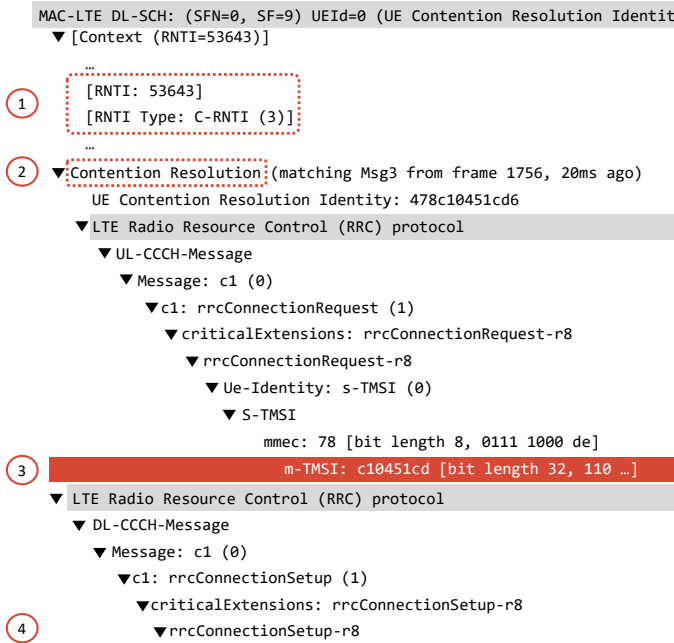 MAC-LTE DL-SCH: (SFN=0, SF=9) UEId=0 (UE Contention Resolution Identit
▼ [Context (RNTI=53643)]
…
1 [RNTI: 53643]
[RNTI Type: C-RNTI (3)]
…
2 ▼ Contention Resolution (matching Msg3 from frame 1756, 20ms ago)
UE Contention Resolution Identity: 478c10451cd6
▼ LTE Radio Resource Control (RRC) protocol
▼ UL-CCCH-Message
▼ Message: c1 (0)
▼ c1: rrcConnectionRequest (1)
▼ criticalExtensions: rrcConnectionRequest-r8
▼ rrcConnectionRequest-r8
▼ Ue-Identity: s-TMSI (0)
▼ S-TMSI
mmec: 78 [bit length 8, 0111 1000 de]
3 m-TMSI: c10451cd [bit length 32, 110 …]
▼ LTE Radio Resource Control (RRC) protocol
▼ DL-CCCH-Message
▼ Message: c1 (0)
▼ c1: rrcConnectionSetup (1)
▼ criticalExtensions: rrcConnectionSetup-r8
4 ▼ rrcConnectionSetup-r8